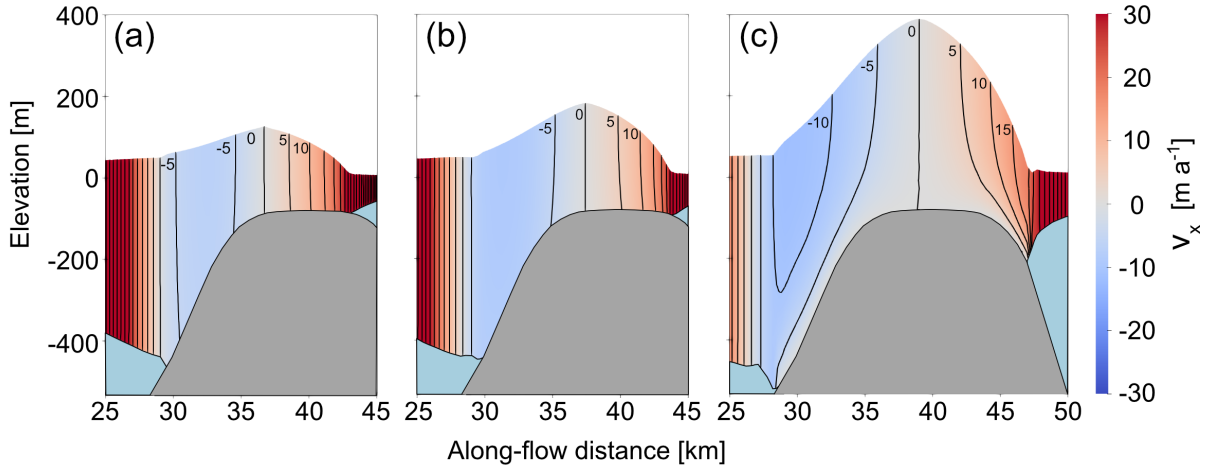 (a) (b) (c)
400
200
0
-200
-400
Elevation [m]
-5 -5 0 5 10
-5 0 5 10
-10 -5 0 5 10 15
25 30 35 40 45
25 30 35 40 45
25 30 35 40 45 50
Along-flow distance [km]
30
20
10
0
-10
-20
-30
vₓ [m a⁻¹]